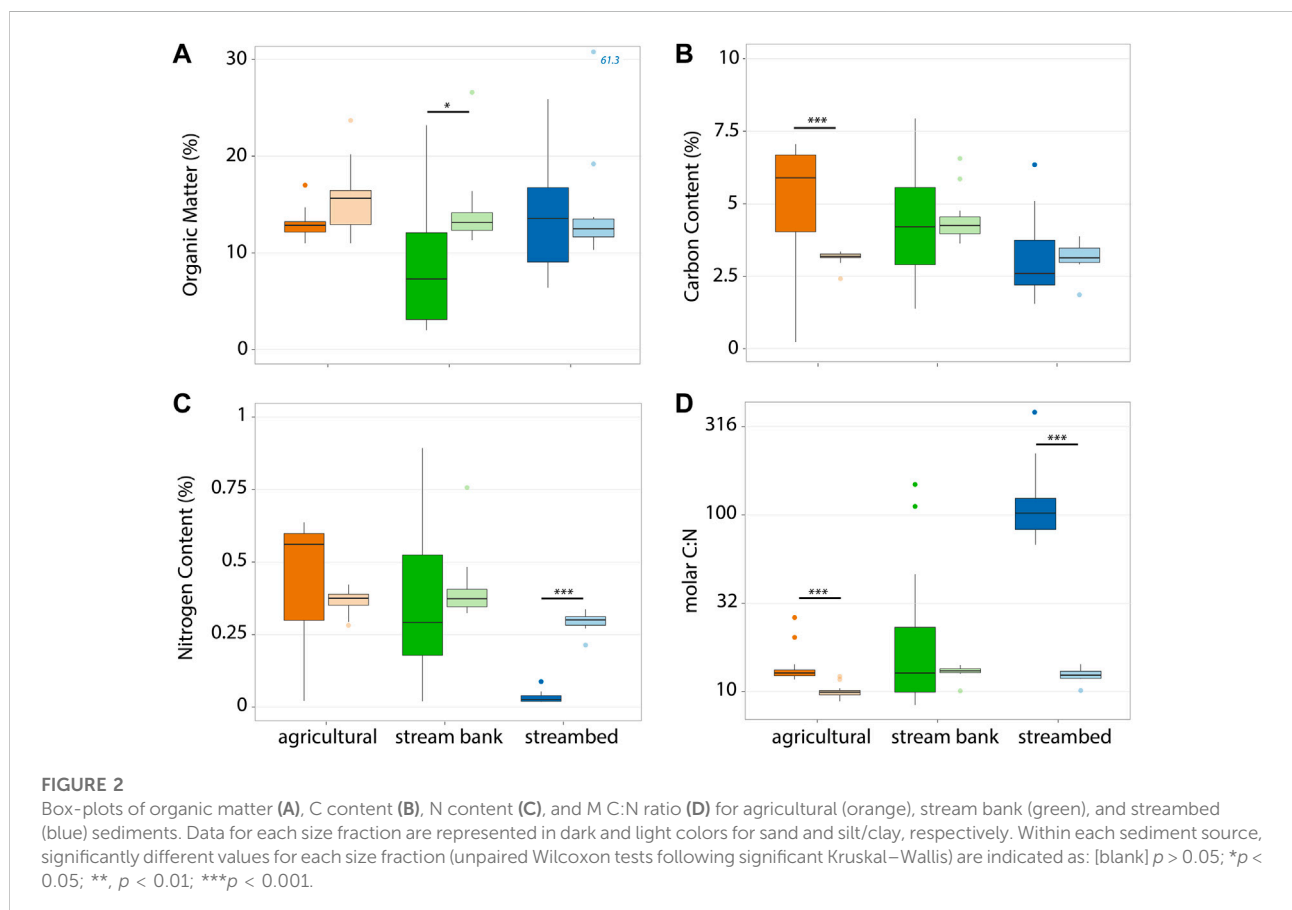 A
B
30
20
10
0
Organic Matter (%)
*
61.3
10
7.5
5
2.5
0
Carbon Content (%)
***
C
D
1
0.75
0.5
0.25
0
Nitrogen Content (%)
***
agricultural stream bank streambed
316
100
32
10
molar C:N
***
***
agricultural stream bank streambed
FIGURE 2
Box-plots of organic matter (A), C content (B), N content (C), and M C:N ratio (D) for agricultural (orange), stream bank (green), and streambed
(blue) sediments. Data for each size fraction are represented in dark and light colors for sand and silt/clay, respectively. Within each sediment source,
significantly different values for each size fraction (unpaired Wilcoxon tests following significant Kruskal–Wallis) are indicated as: [blank] p > 0.05; *p <
0.05; **, p < 0.01; ***p < 0.001.